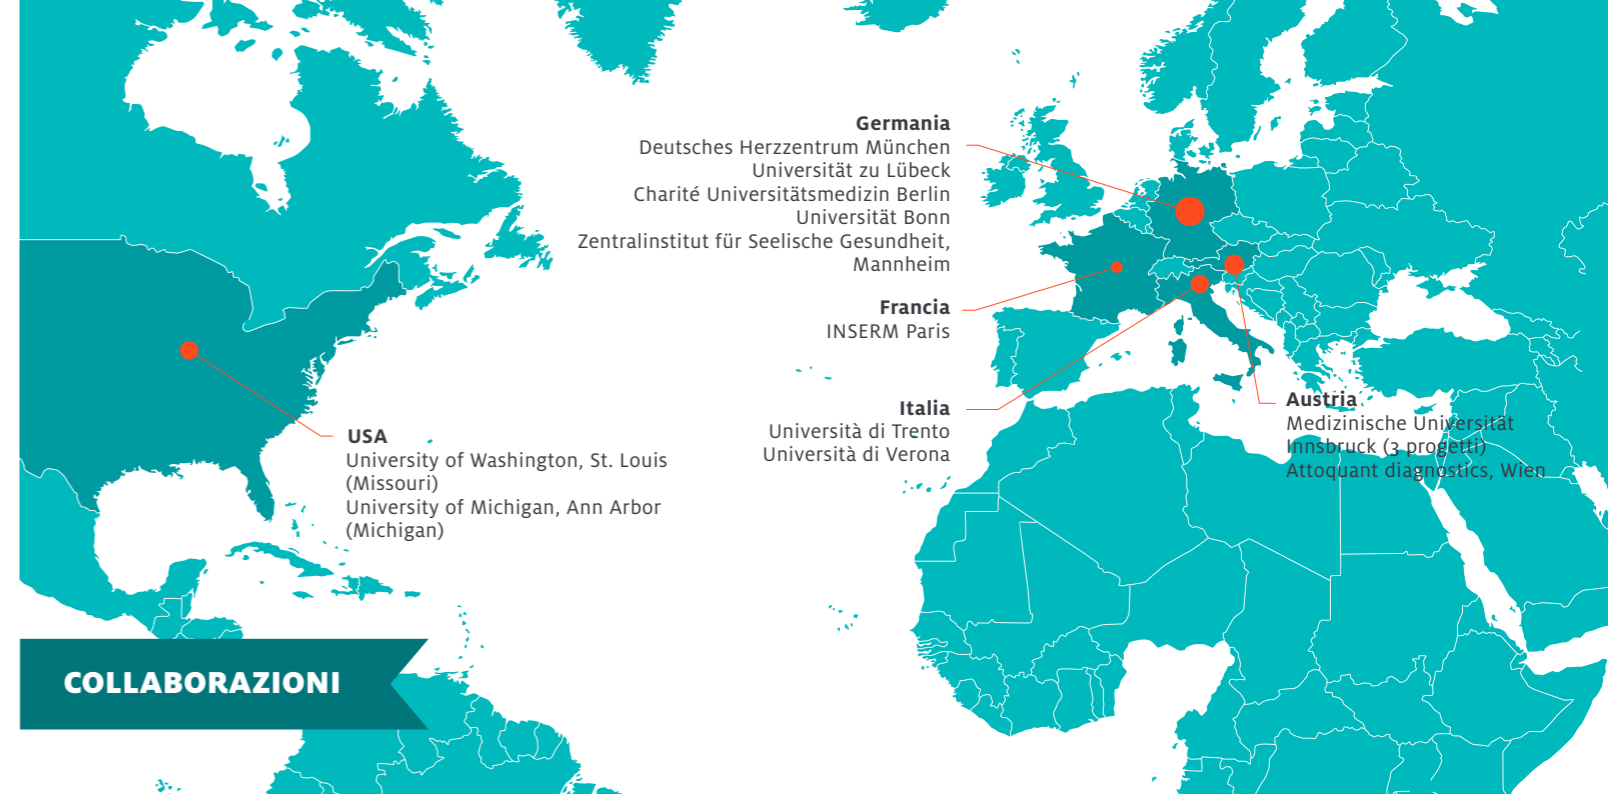 Germania
Deutsches Herzzentrum München
Universität zu Lübeck
Charité Universitätsmedizin Berlin
Universität Bonn
Zentralinstitut für Seelische Gesundheit,
Mannheim
Francia
INSERM Paris
Italia
Università di Trento
Università di Verona
Austria
Medizinische Universität
Innsbruck (3 progetti)
Attoquant diagnostics, Wien
USA
University of Washington, St. Louis
(Missouri)
University of Michigan, Ann Arbor
(Michigan)
COLLABORAZIONI